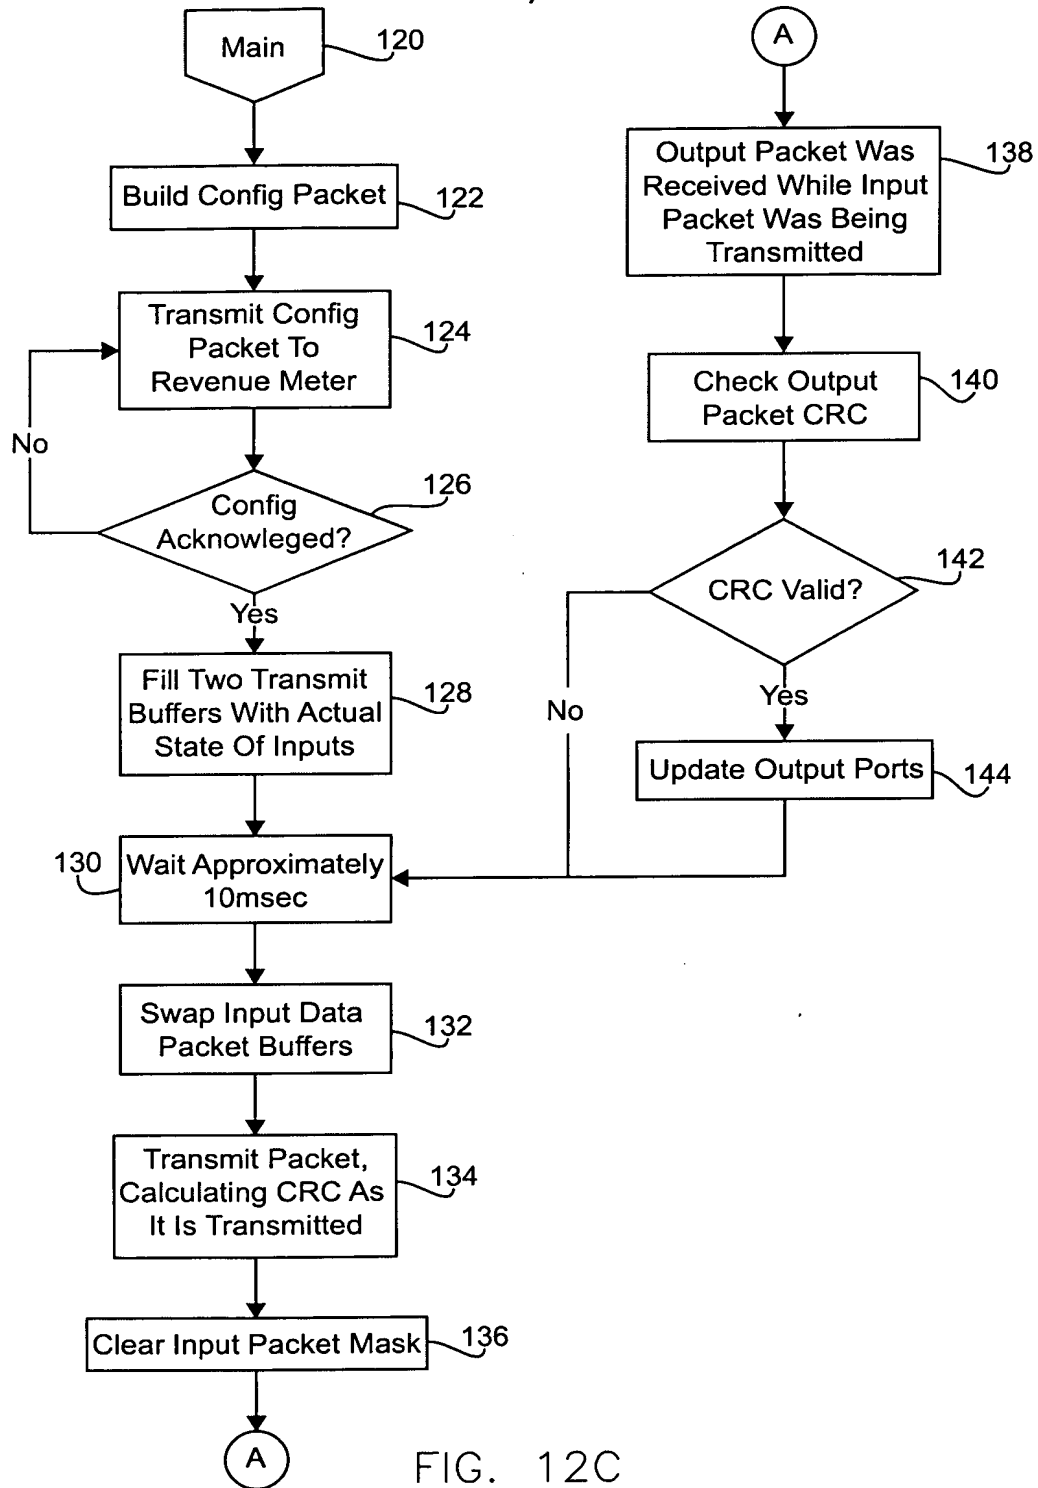 Main
120
Build Config Packet
122
Transmit Config
Packet To
Revenue Meter
124
No
Config
Acknowleged?
126
Yes
Fill Two Transmit
Buffers With Actual
State Of Inputs
128
130
Wait Approximately
10msec
Swap Input Data
Packet Buffers
132
Transmit Packet,
Calculating CRC As
It Is Transmitted
134
Clear Input Packet Mask
136
A
A
Output Packet Was
Received While Input
Packet Was Being
Transmitted
138
Check Output
Packet CRC
140
CRC Valid?
142
No
Yes
Update Output Ports
144
FIG. 12C